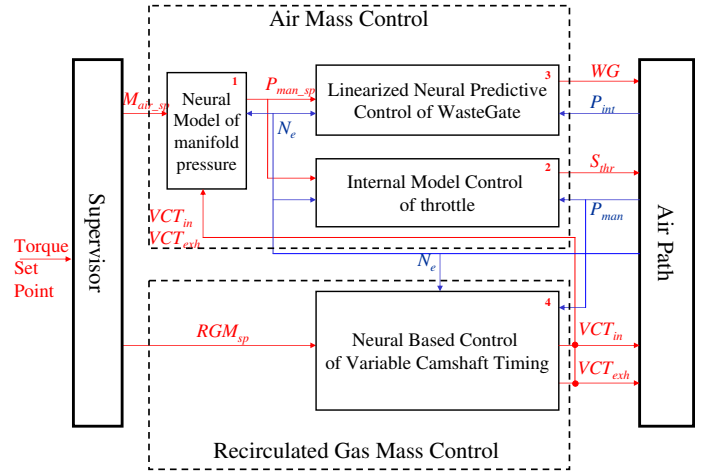 Air Mass Control
Supervisor
Torque
Set
Point
M_air_sp
1
Neural
Model of
manifold
pressure
P_man_sp
N_e
3
Linearized Neural Predictive
Control of WasteGate
WG
P_int
2
Internal Model Control
of throttle
S_thr
P_man
VCT_in
VCT_exh
Air Path
N_e
RGM_sp
4
Neural Based Control
of Variable Camshaft Timing
VCT_in
VCT_exh
Recirculated Gas Mass Control